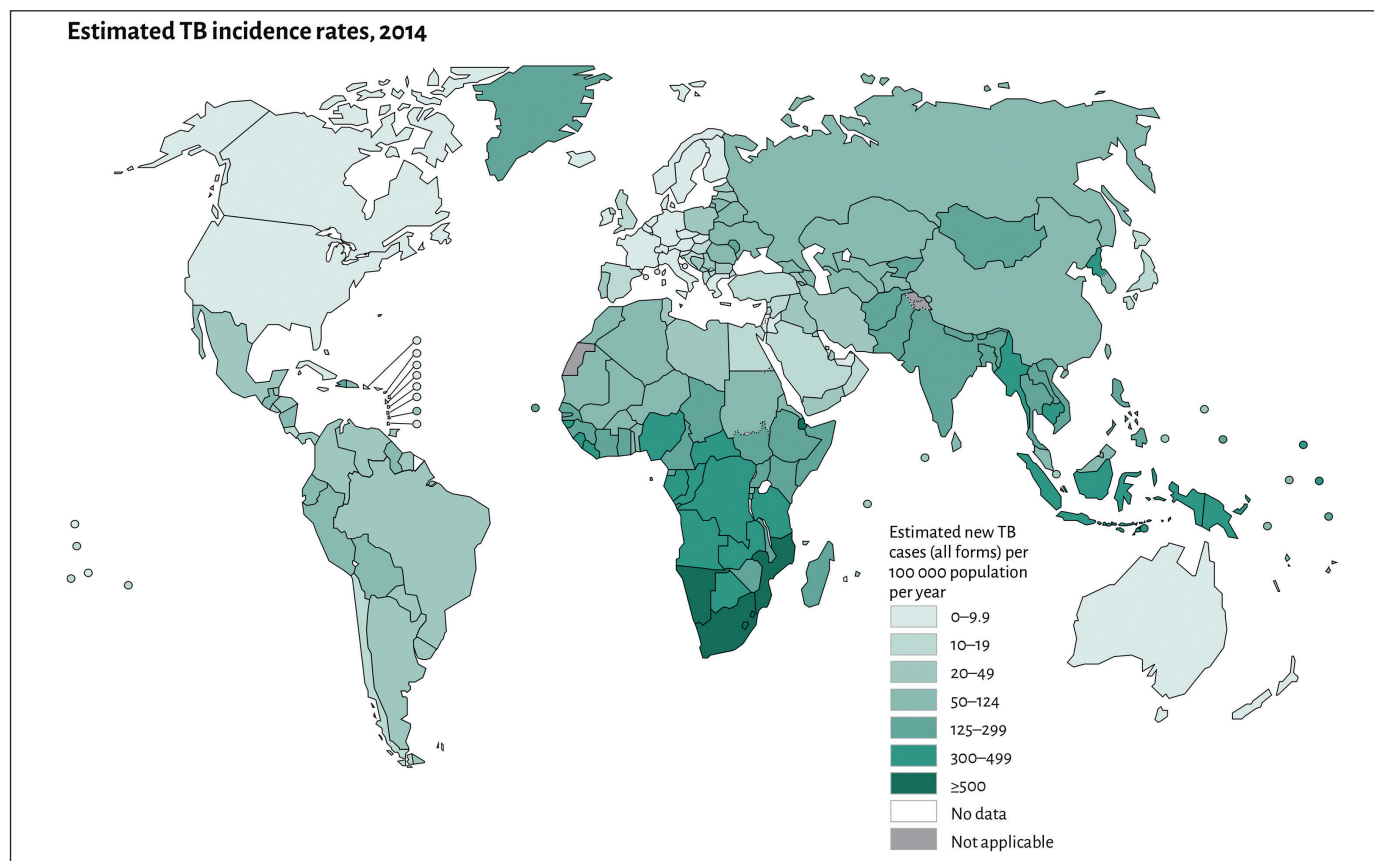 Estimated TB incidence rates, 2014
Estimated new TB
cases (all forms) per
100 000 population
per year
0–9.9
10–19
20–49
50–124
125–299
300–499
≥500
No data
Not applicable